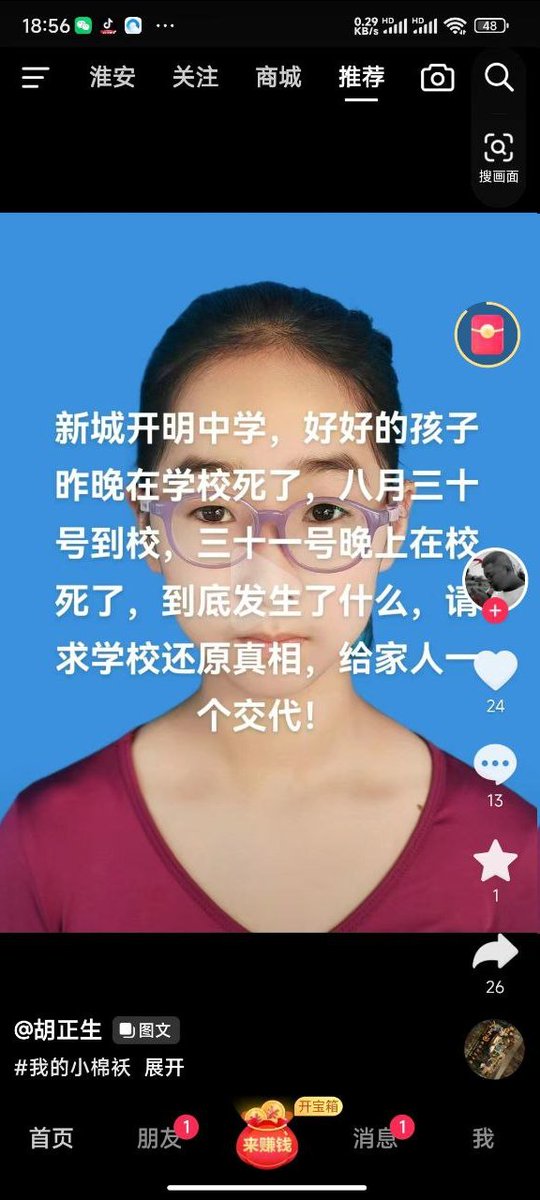 18:56
0.29 KB/s HD HD 48
淮安 关注 商城 推荐
搜画面
新城开明中学，好好的孩子
昨晚在学校死了，八月三十
号到校，三十一号晚上在校
死了，到底发生了什么，请
求学校还原真相，给家人一
个交代！
24
13
1
26
@胡正生 图文
#我的小棉袄 展开
开宝箱
首页 朋友 1 来赚钱 消息 1 我